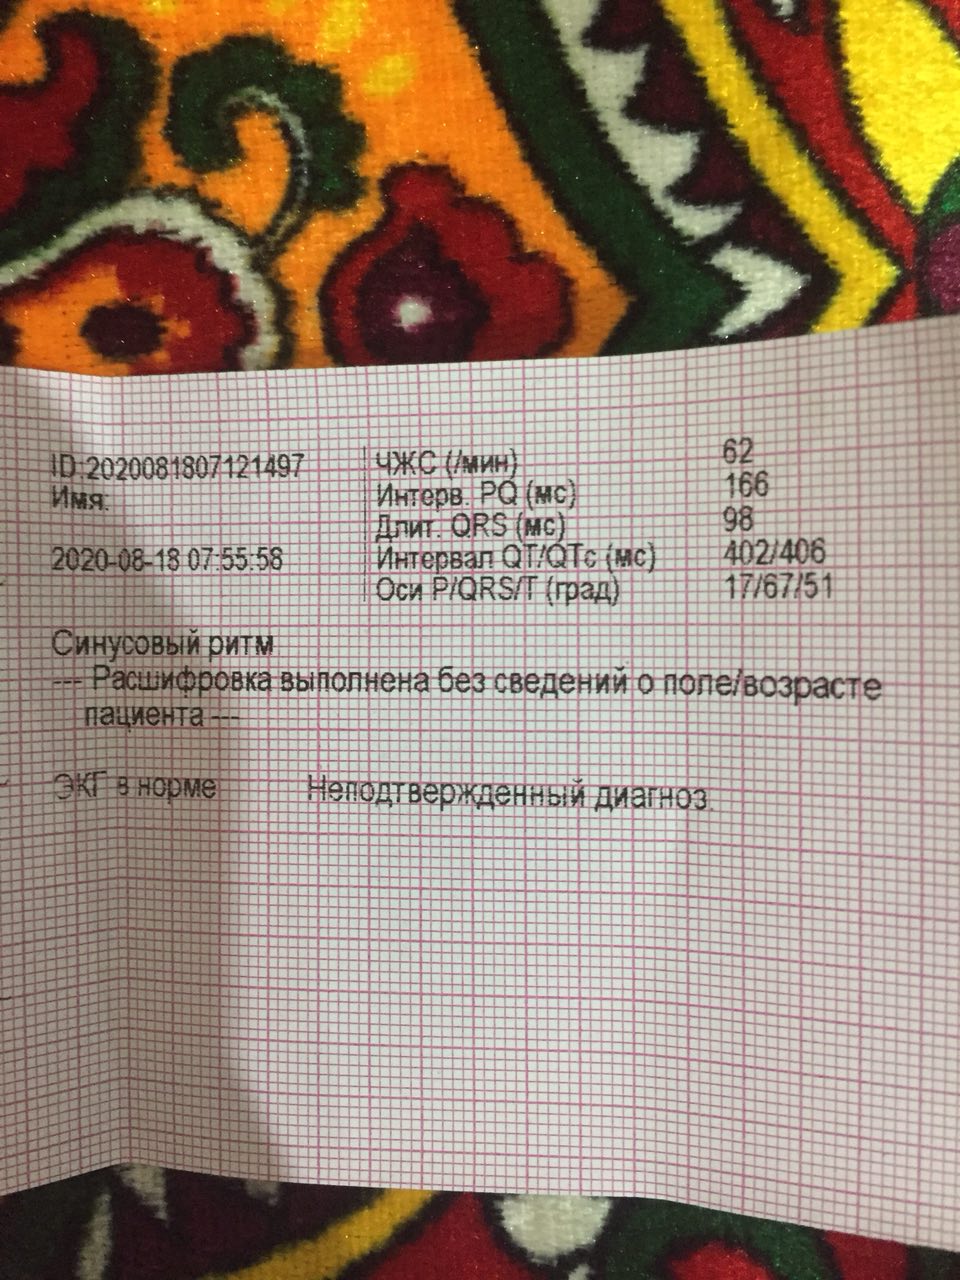 ID:2020081807121497
Имя:
2020-08-18 07:55:58
ЧЖС (/мин) 62
Интерв. PQ (мс) 166
Длит. QRS (мс) 98
Интервал QT/QTc (мс) 402/406
Оси P/QRS/T (град) 17/67/51
Синусовый ритм
--- Расшифровка выполнена без сведений о поле/возрасте
пациента ---
ЭКГ в норме Неподтвержденный диагноз.